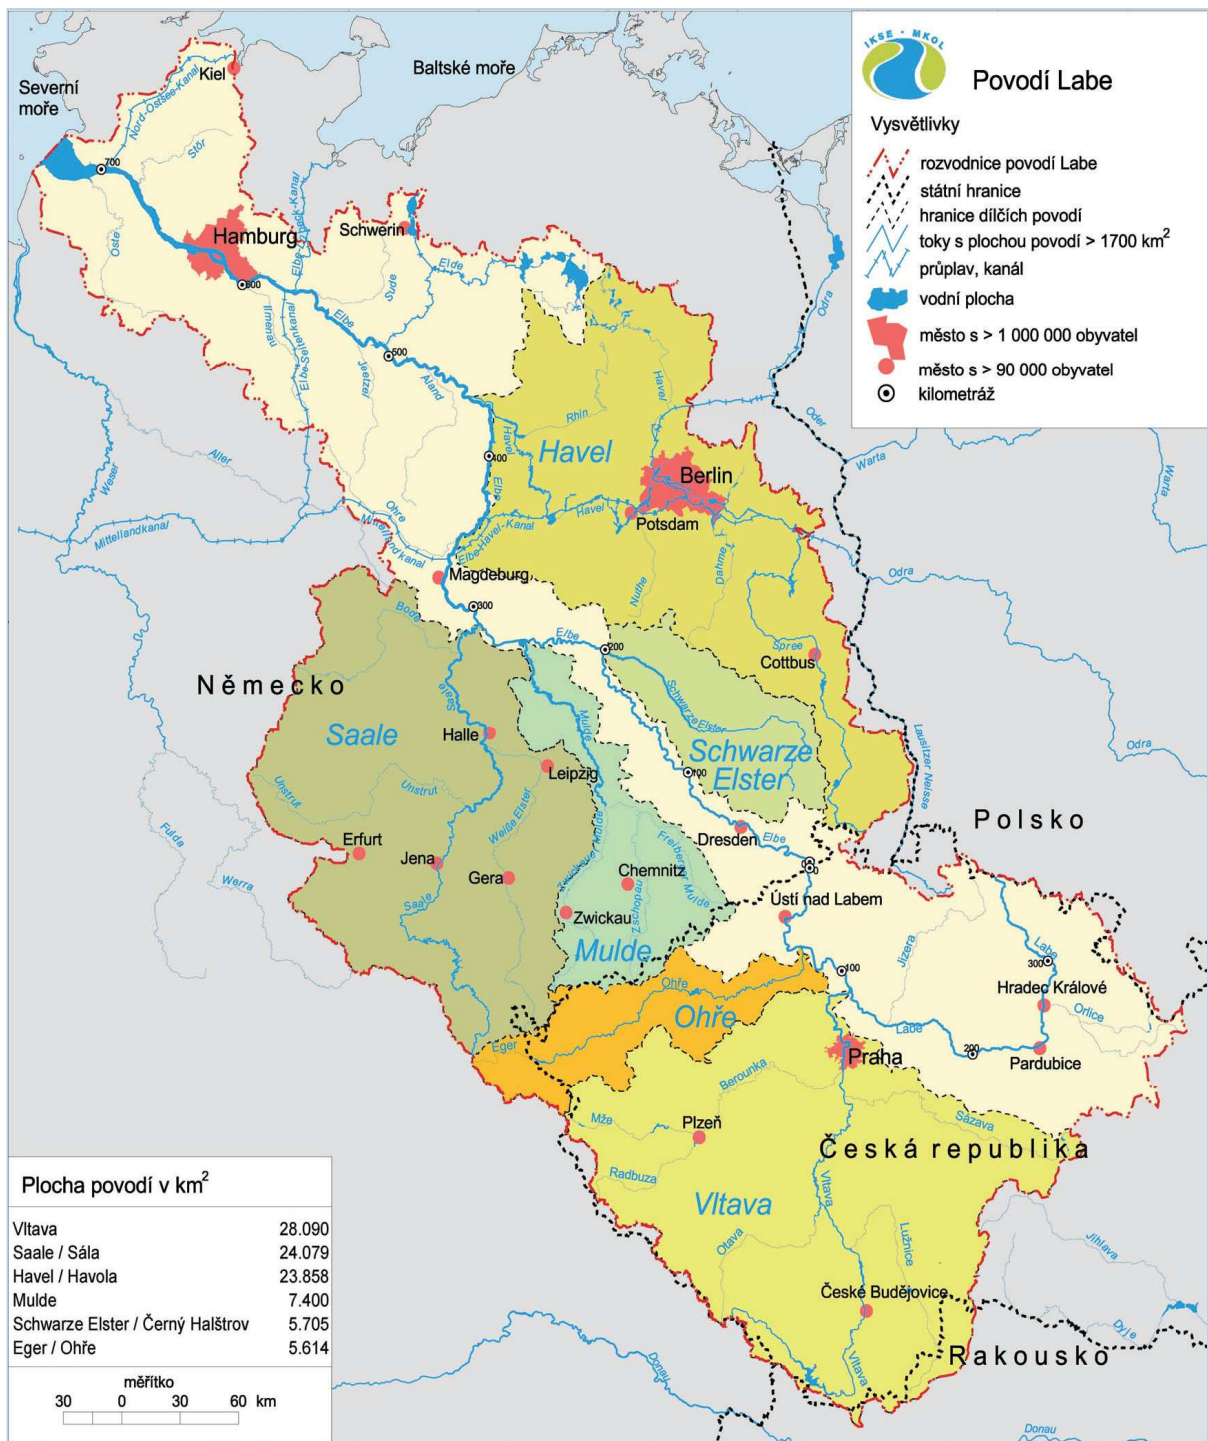 Severní
moře
Kiel
Nord-Ostsee-Kanal
Baltské moře
IKSE • MKOL
Povodí Labe
Vysvětlivky
rozvodnice povodí Labe
státní hranice
hranice dílčích povodí
toky s plochou povodí > 1700 km²
průplav, kanál
vodní plocha
město s > 1 000 000 obyvatel
město s > 90 000 obyvatel
kilometráž
700
Stör
Oste
Hamburg
600
Elbe-Lübeck-Kanal
Schwerin
Sude
Elde
Elbe
Ilmenau
Elbe-Seitenkanal
500
Jeetzel
Aland
Havel
Rhin
Havel
Havel
Odra
Oder
Warta
Warta
400
Elbe
Berlin
Potsdam
Havel
Elbe-Havel-Kanal
Weser
Aller
Ohre
Mittellandkanal
Mittellandkanal
Magdeburg
Nuthe
Dahme
Odra
300
Bode
Elbe
200
Spree
Cottbus
Německo
Saale
Saale
Halle
Mulde
Schwarze Elster
Schwarze
Elster
Lausitzer Neisse
Odra
Leipzig
100
Unstrut
Unstrut
Weiße Elster
Polsko
Fulda
Erfurt
Jena
Gera
Werra
Saale
Zwickauer Mulde
Freiberger Mulde
Chemnitz
Zschopau
Zwickau
Mulde
Dresden
Elbe
0
0
Ústí nad Labem
Jizera
Labe
100
300
Hradec Králové
Orlice
Ohře
Ohře
Eger
Labe
200
Pardubice
Praha
Berounka
Sázava
Mže
Plzeň
Radbuza
Česká republika
Vltava
Vltava
Otava
Lužnice
Jihlava
České Budějovice
Dyje
Rakousko
Vltava
Donau
Donau
Plocha povodí v km²
Vltava 28.090
Saale / Sála 24.079
Havel / Havola 23.858
Mulde 7.400
Schwarze Elster / Černý Halštrov 5.705
Eger / Ohře 5.614
měřítko
30 0 30 60 km